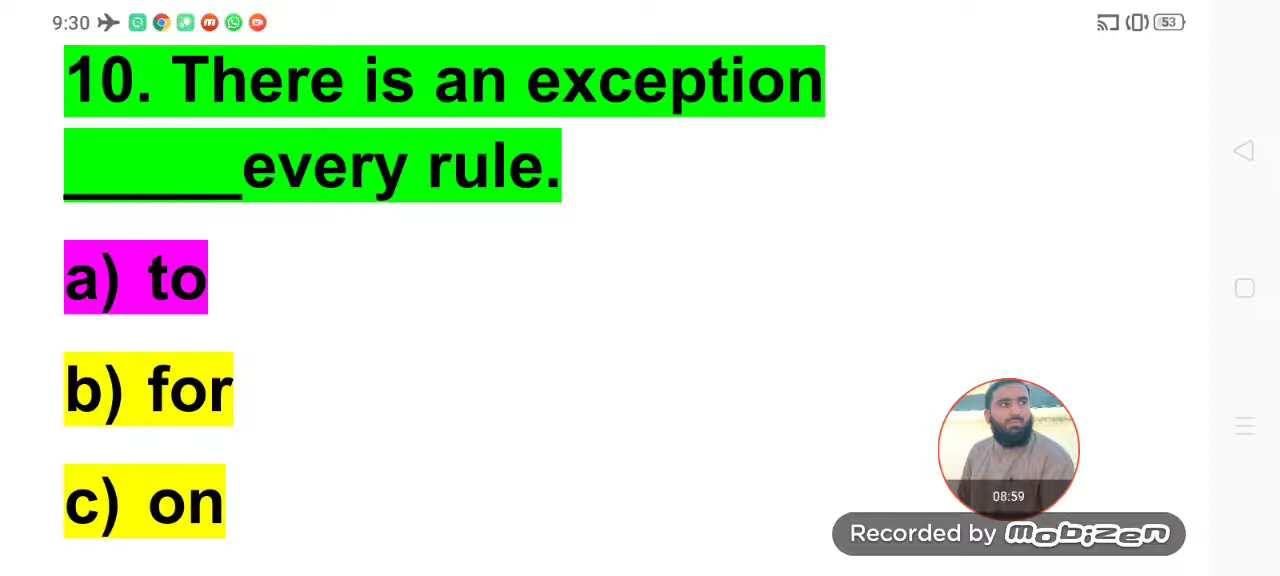 9:30
53
10. There is an exception
______every rule.
a) to
b) for
c) on
08:59
Recorded by Mobizen